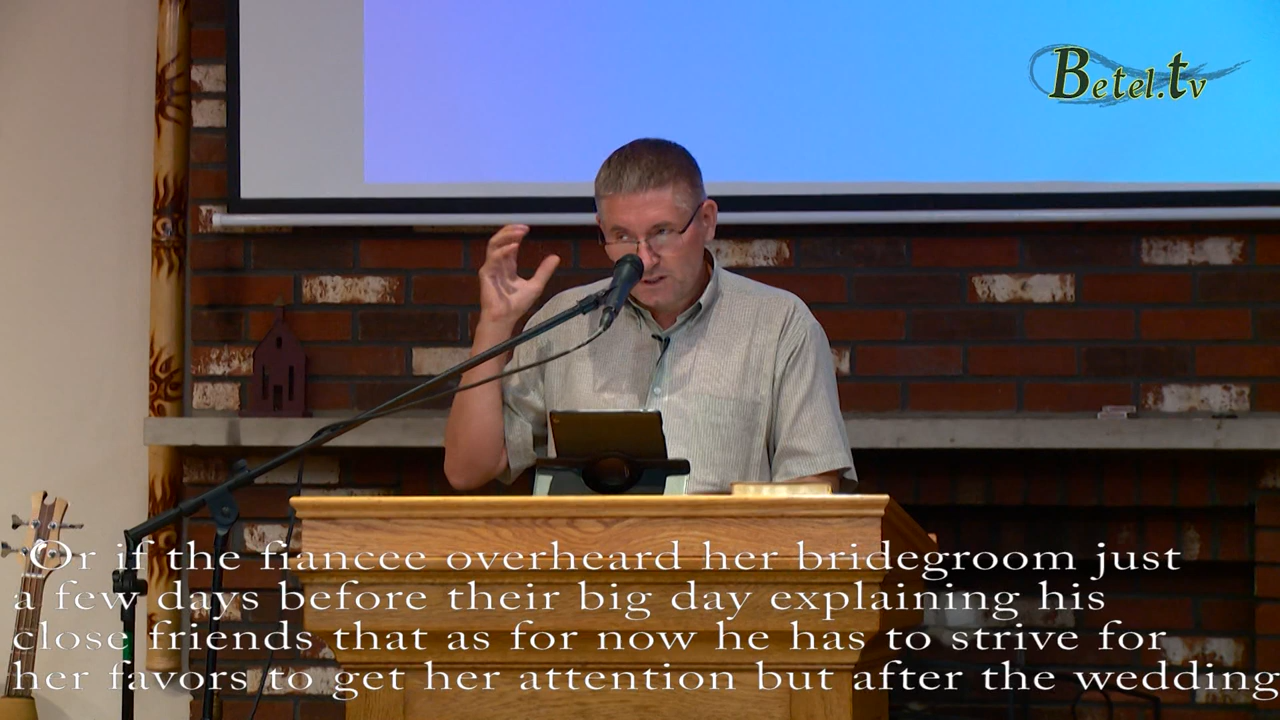 Betel.tv
Or if the fiancee overheard her bridegroom just
a few days before their big day explaining his
close friends that as for now he has to strive for
her favors to get her attention but after the wedding